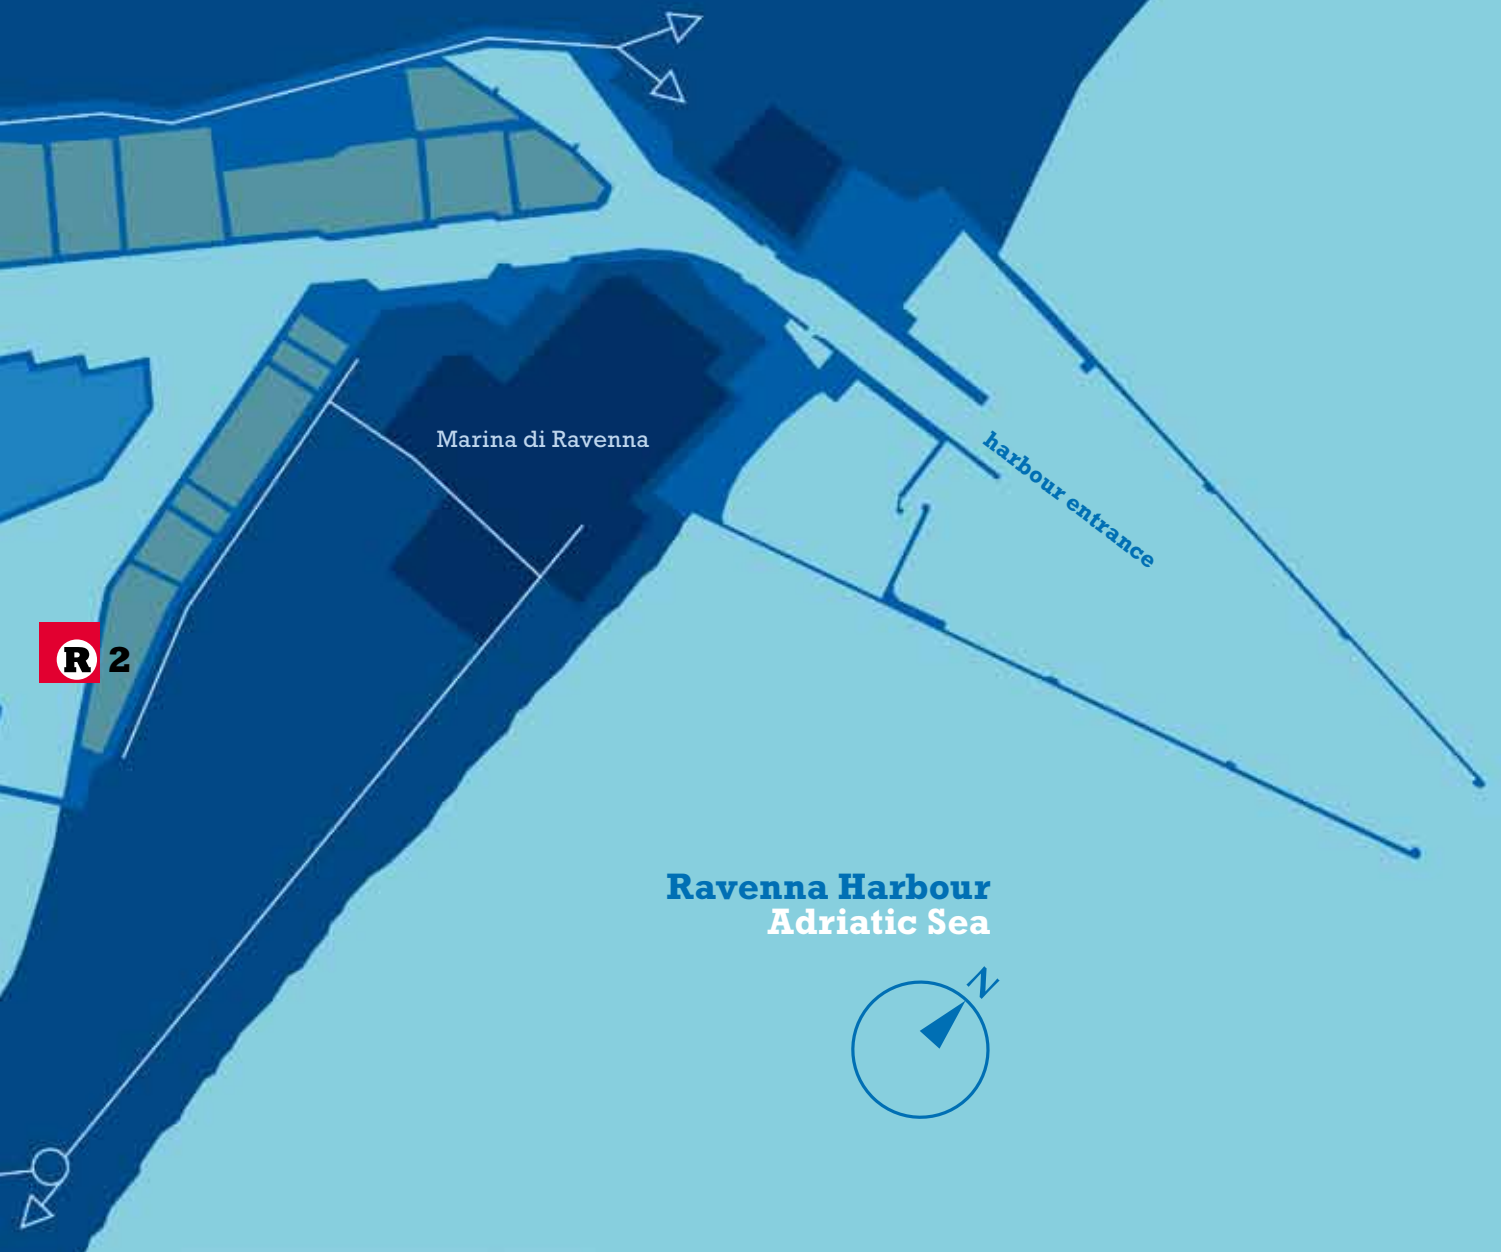 Marina di Ravenna
harbour entrance
R 2
Ravenna Harbour
Adriatic Sea
N